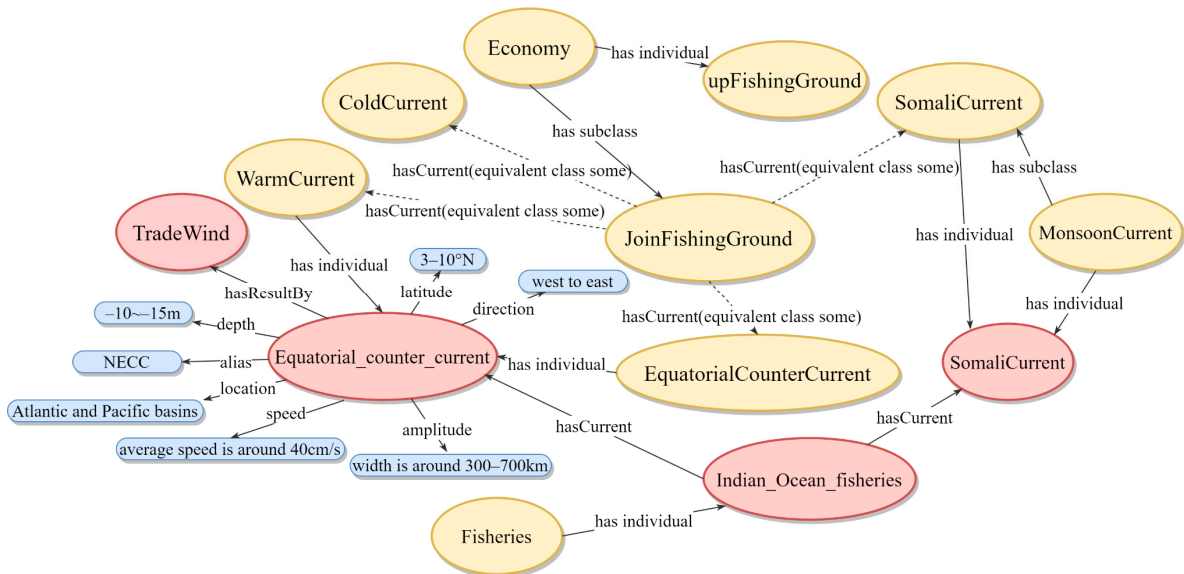 Economy
has individual
upFishingGround
ColdCurrent
SomaliCurrent
has subclass
hasCurrent(equivalent class some)
hasCurrent(equivalent class some)
has subclass
WarmCurrent
hasCurrent(equivalent class some)
TradeWind
JoinFishingGround
has individual
MonsoonCurrent
has individual
3–10°N
west to east
hasResultBy
latitude
direction
has individual
–10~–15m
depth
hasCurrent(equivalent class some)
NECC
alias
Equatorial_counter_current
has individual
EquatorialCounterCurrent
SomaliCurrent
location
Atlantic and Pacific basins
speed
hasCurrent
amplitude
hasCurrent
average speed is around 40cm/s
width is around 300–700km
Indian_Ocean_fisheries
has individual
Fisheries